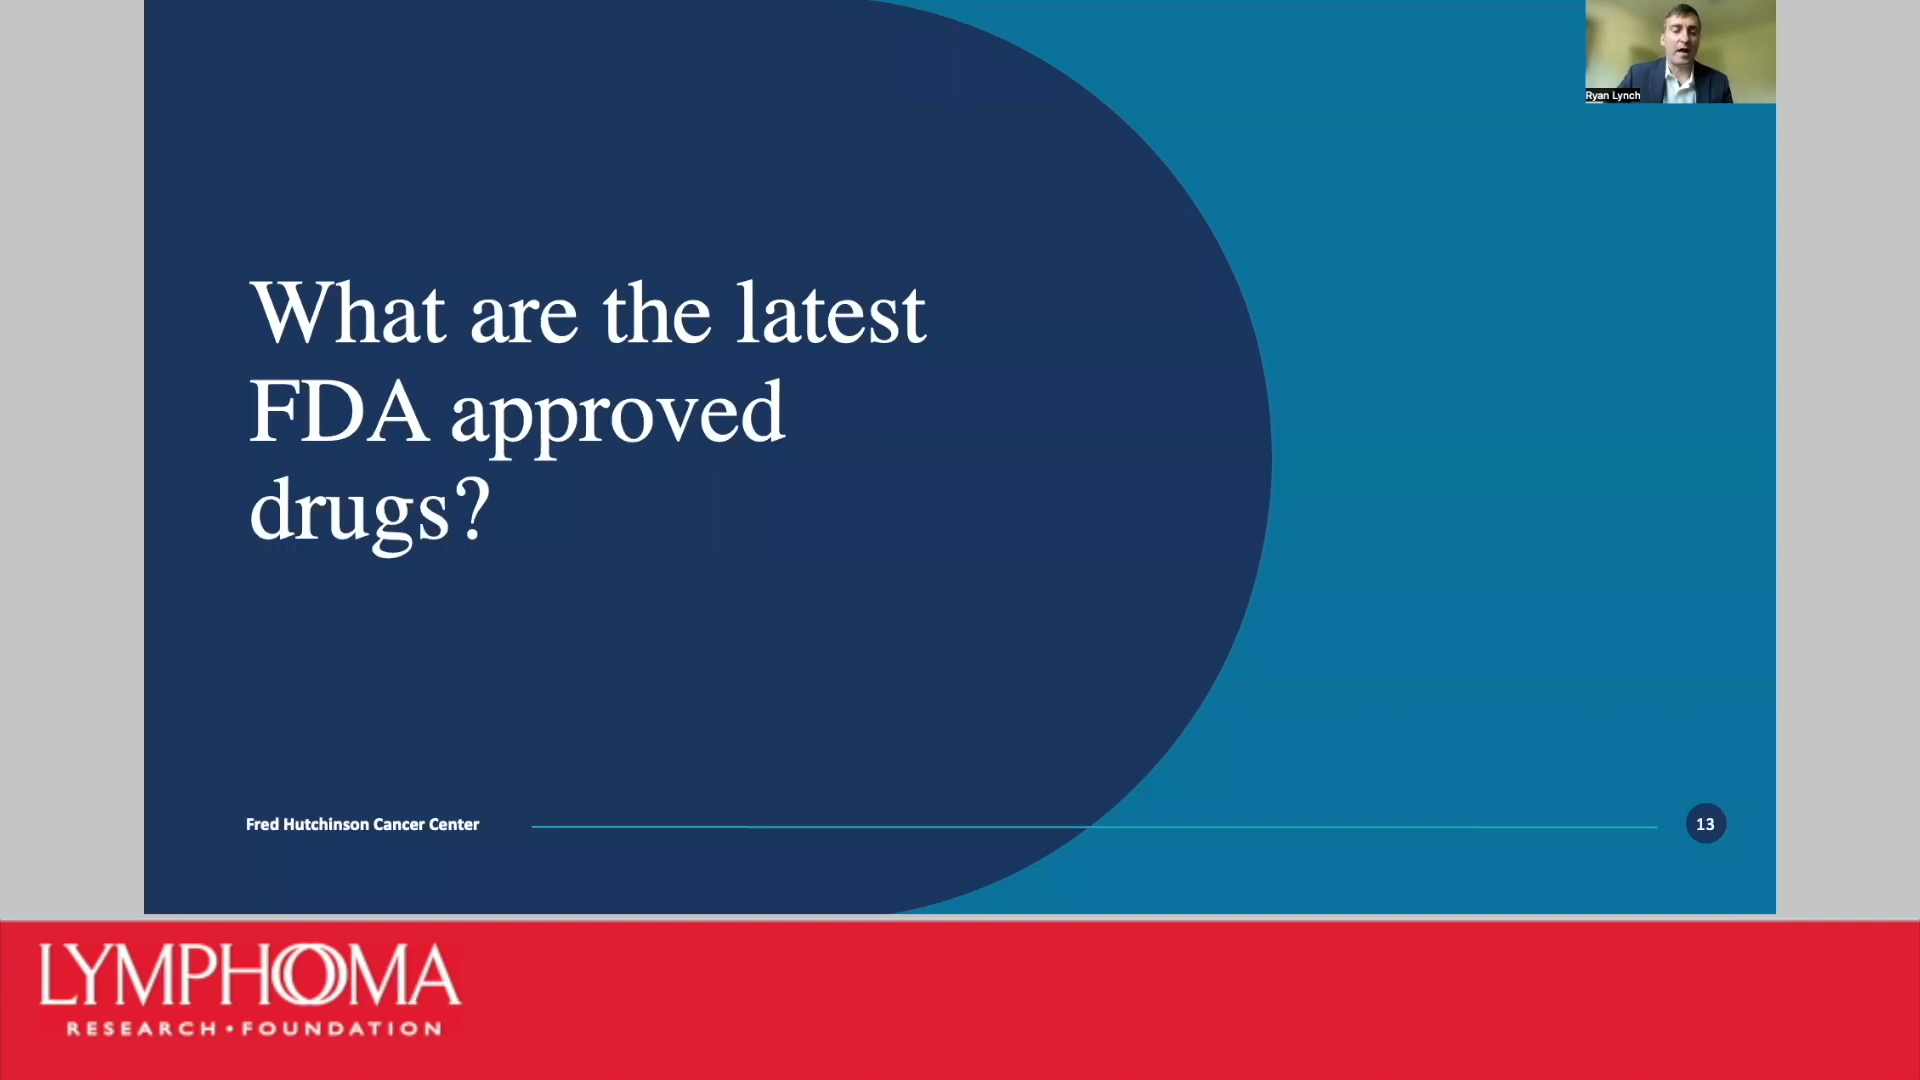 Ryan Lynch
What are the latest
FDA approved
drugs?
Fred Hutchinson Cancer Center
13
LYMPHOMA
RESEARCH • FOUNDATION